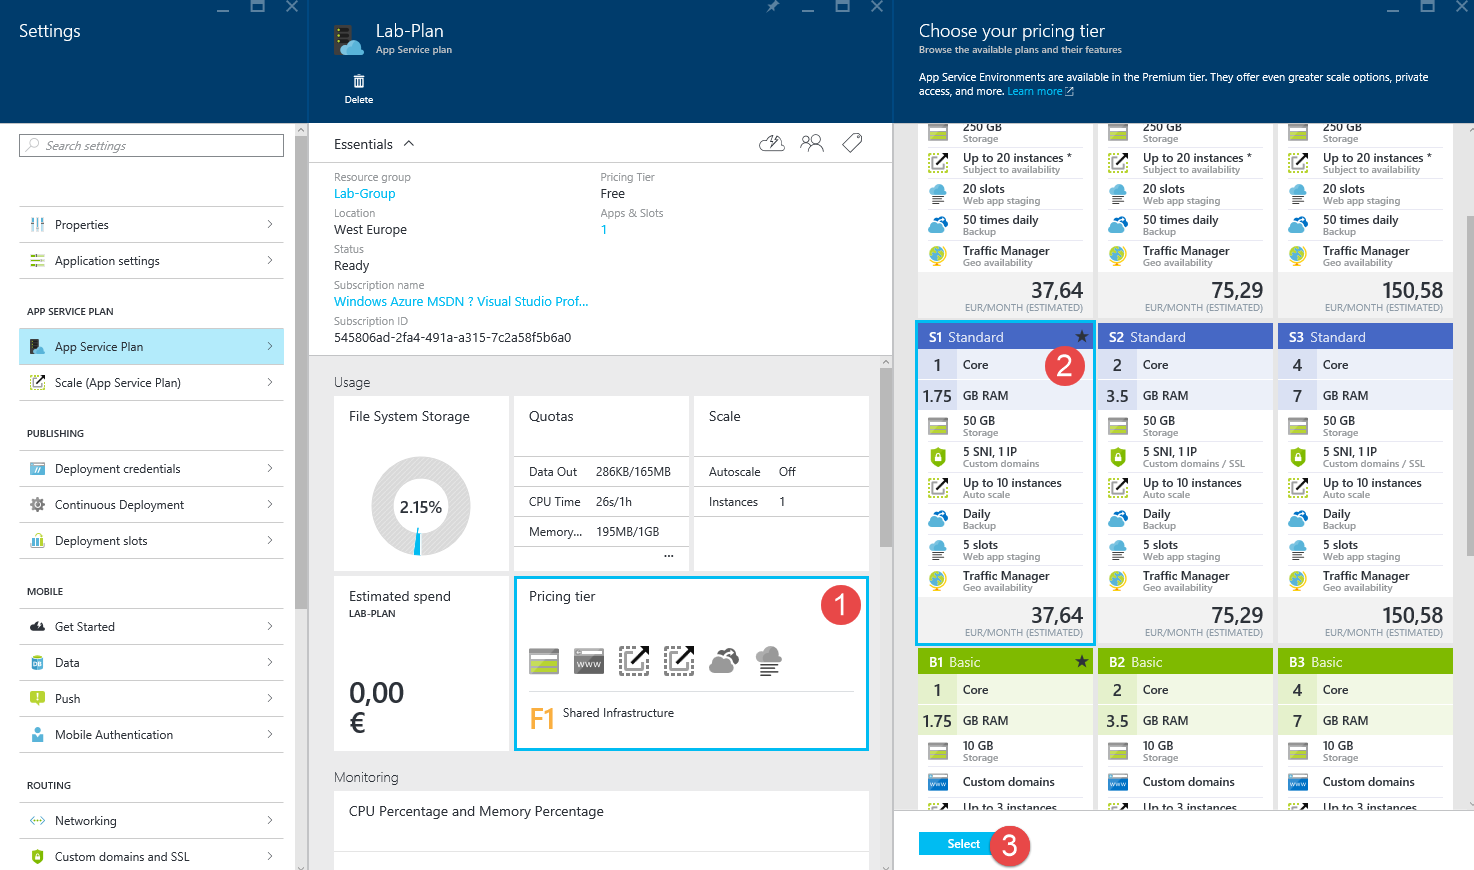 Settings
Search settings
Properties
Application settings
APP SERVICE PLAN
App Service Plan
Scale (App Service Plan)
PUBLISHING
Deployment credentials
Continuous Deployment
Deployment slots
MOBILE
Get Started
Data
Push
Mobile Authentication
ROUTING
Networking
Custom domains and SSL
Lab-Plan
App Service plan
Delete
Essentials
Resource group
Lab-Group
Location
West Europe
Status
Ready
Subscription name
Windows Azure MSDN ? Visual Studio Prof...
Subscription ID
545806ad-2fa4-491a-a315-7c2a58f5b6a0
Pricing Tier
Free
Apps & Slots
1
Usage
File System Storage
2.15%
Quotas
Data Out 286KB/165MB
CPU Time 26s/1h
Memory... 195MB/1GB
...
Scale
Autoscale Off
Instances 1
Estimated spend
LAB-PLAN
0,00
€
Pricing tier
1
WWW
F1 Shared Infrastructure
Monitoring
CPU Percentage and Memory Percentage
Choose your pricing tier
Browse the available plans and their features
App Service Environments are available in the Premium tier. They offer even greater scale options, private
access, and more. Learn more
250 GB
Storage
Up to 20 instances *
Subject to availability
20 slots
Web app staging
50 times daily
Backup
Traffic Manager
Geo availability
37,64
EUR/MONTH (ESTIMATED)
250 GB
Storage
Up to 20 instances *
Subject to availability
20 slots
Web app staging
50 times daily
Backup
Traffic Manager
Geo availability
75,29
EUR/MONTH (ESTIMATED)
250 GB
Storage
Up to 20 instances *
Subject to availability
20 slots
Web app staging
50 times daily
Backup
Traffic Manager
Geo availability
150,58
EUR/MONTH (ESTIMATED)
S1 Standard
2
1 Core
1.75 GB RAM
50 GB
Storage
5 SNI, 1 IP
Custom domains
Up to 10 instances
Auto scale
Daily
Backup
5 slots
Web app staging
Traffic Manager
Geo availability
37,64
EUR/MONTH (ESTIMATED)
S2 Standard
2 Core
3.5 GB RAM
50 GB
Storage
5 SNI, 1 IP
Custom domains / SSL
Up to 10 instances
Auto scale
Daily
Backup
5 slots
Web app staging
Traffic Manager
Geo availability
75,29
EUR/MONTH (ESTIMATED)
S3 Standard
4 Core
7 GB RAM
50 GB
Storage
5 SNI, 1 IP
Custom domains / SSL
Up to 10 instances
Auto scale
Daily
Backup
5 slots
Web app staging
Traffic Manager
Geo availability
150,58
EUR/MONTH (ESTIMATED)
B1 Basic
1 Core
1.75 GB RAM
10 GB
Storage
Custom domains
Up to 3 instances
B2 Basic
2 Core
3.5 GB RAM
10 GB
Storage
Custom domains
Up to 3 instances
B3 Basic
4 Core
7 GB RAM
10 GB
Storage
Custom domains
Up to 3 instances
Select
3